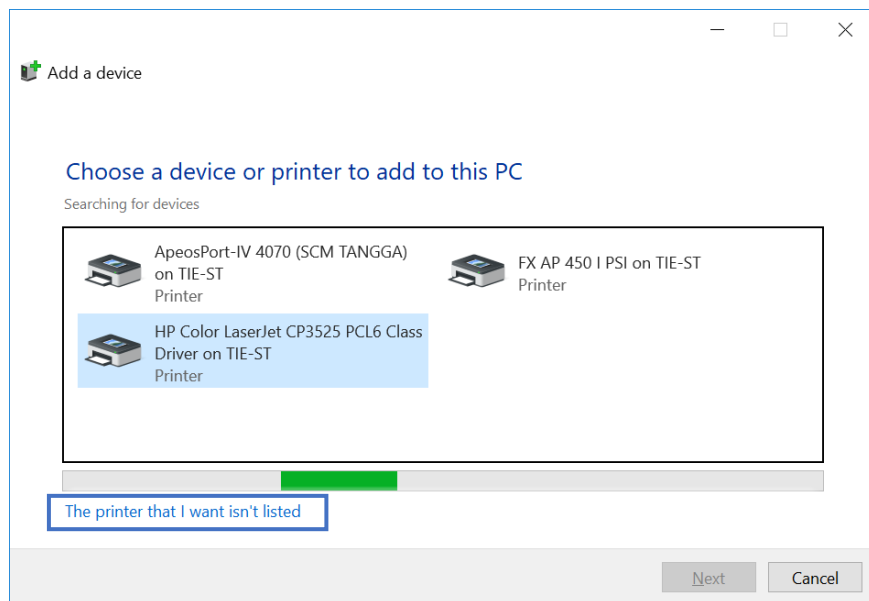 Add a device
Choose a device or printer to add to this PC
Searching for devices
ApeosPort-IV 4070 (SCM TANGGA)
on TIE-ST
Printer
FX AP 450 I PSI on TIE-ST
Printer
HP Color LaserJet CP3525 PCL6 Class
Driver on TIE-ST
Printer
The printer that I want isn't listed
Next
Cancel